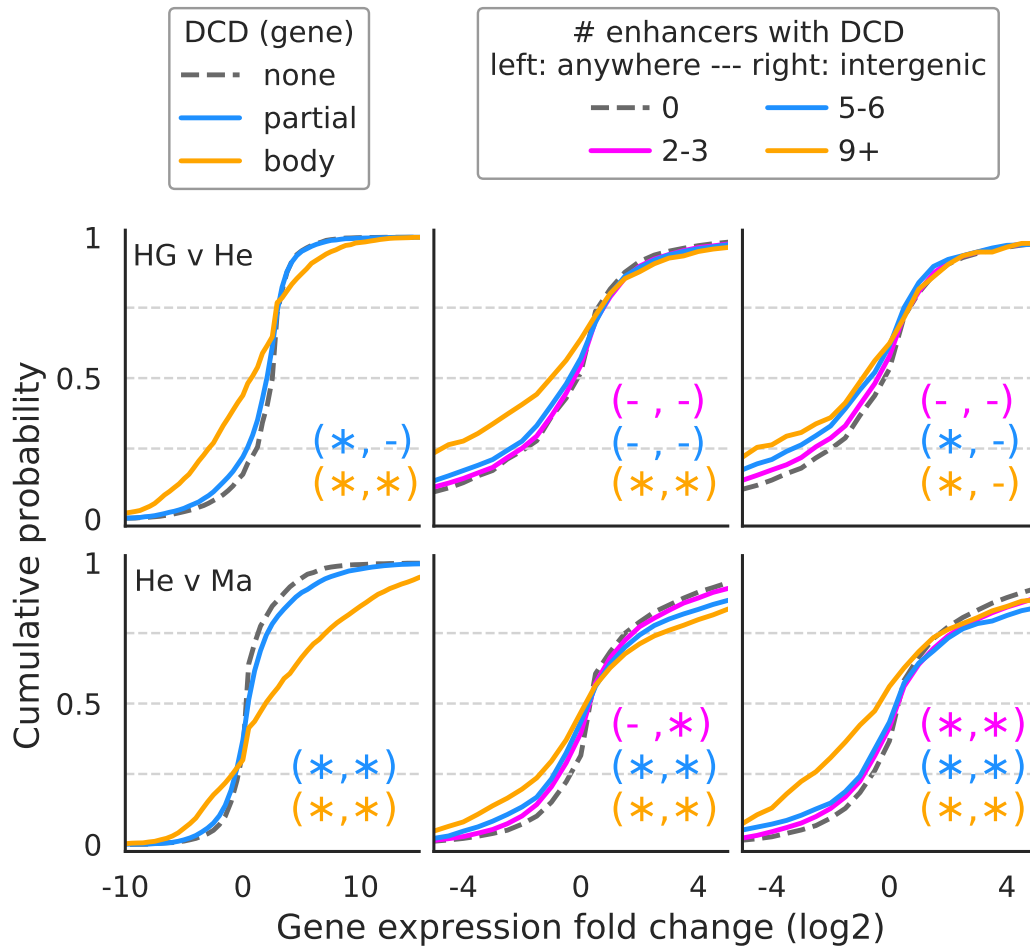 DCD (gene)
none
partial
body
# enhancers with DCD
left: anywhere --- right: intergenic
0
5-6
2-3
9+
Cumulative probability
1
0.5
0
HG v He
(*, -)
(*,*)
(- , -)
(- , -)
(*,*)
(- , -)
(*, -)
(*, -)
1
0.5
0
He v Ma
(*,*)
(*,*)
(- ,*)
(*,*)
(*,*)
(*,*)
(*,*)
(*,*)
-10 0 10 -4 0 4 -4 0 4
Gene expression fold change (log2)